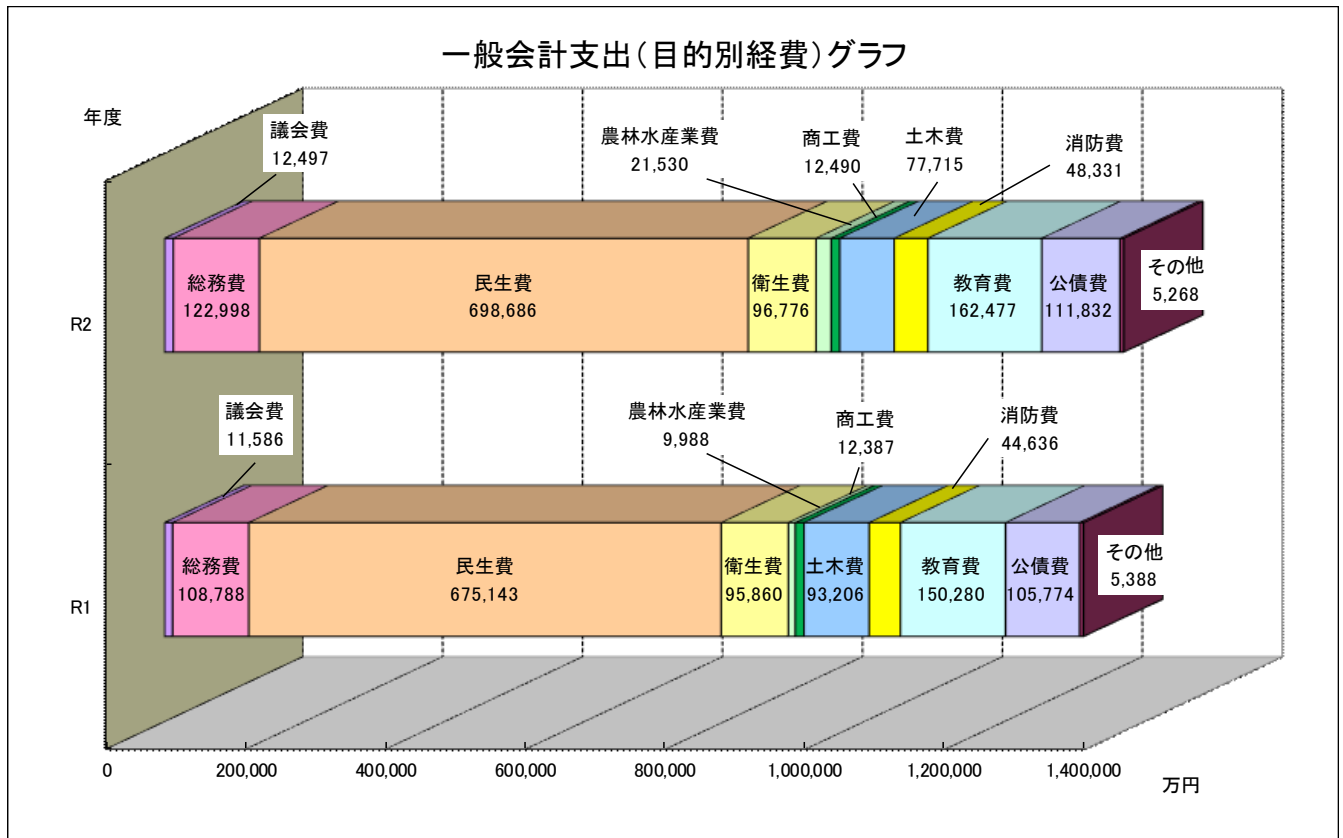 一般会計支出(目的別経費)グラフ
年度
議会費
12,497
農林水産業費
21,530
商工費
12,490
土木費
77,715
消防費
48,331
R2
総務費
122,998
民生費
698,686
衛生費
96,776
教育費
162,477
公債費
111,832
その他
5,268
議会費
11,586
農林水産業費
9,988
商工費
12,387
消防費
44,636
R1
総務費
108,788
民生費
675,143
衛生費
95,860
土木費
93,206
教育費
150,280
公債費
105,774
その他
5,388
0
200,000
400,000
600,000
800,000
1,000,000
1,200,000
1,400,000
万円